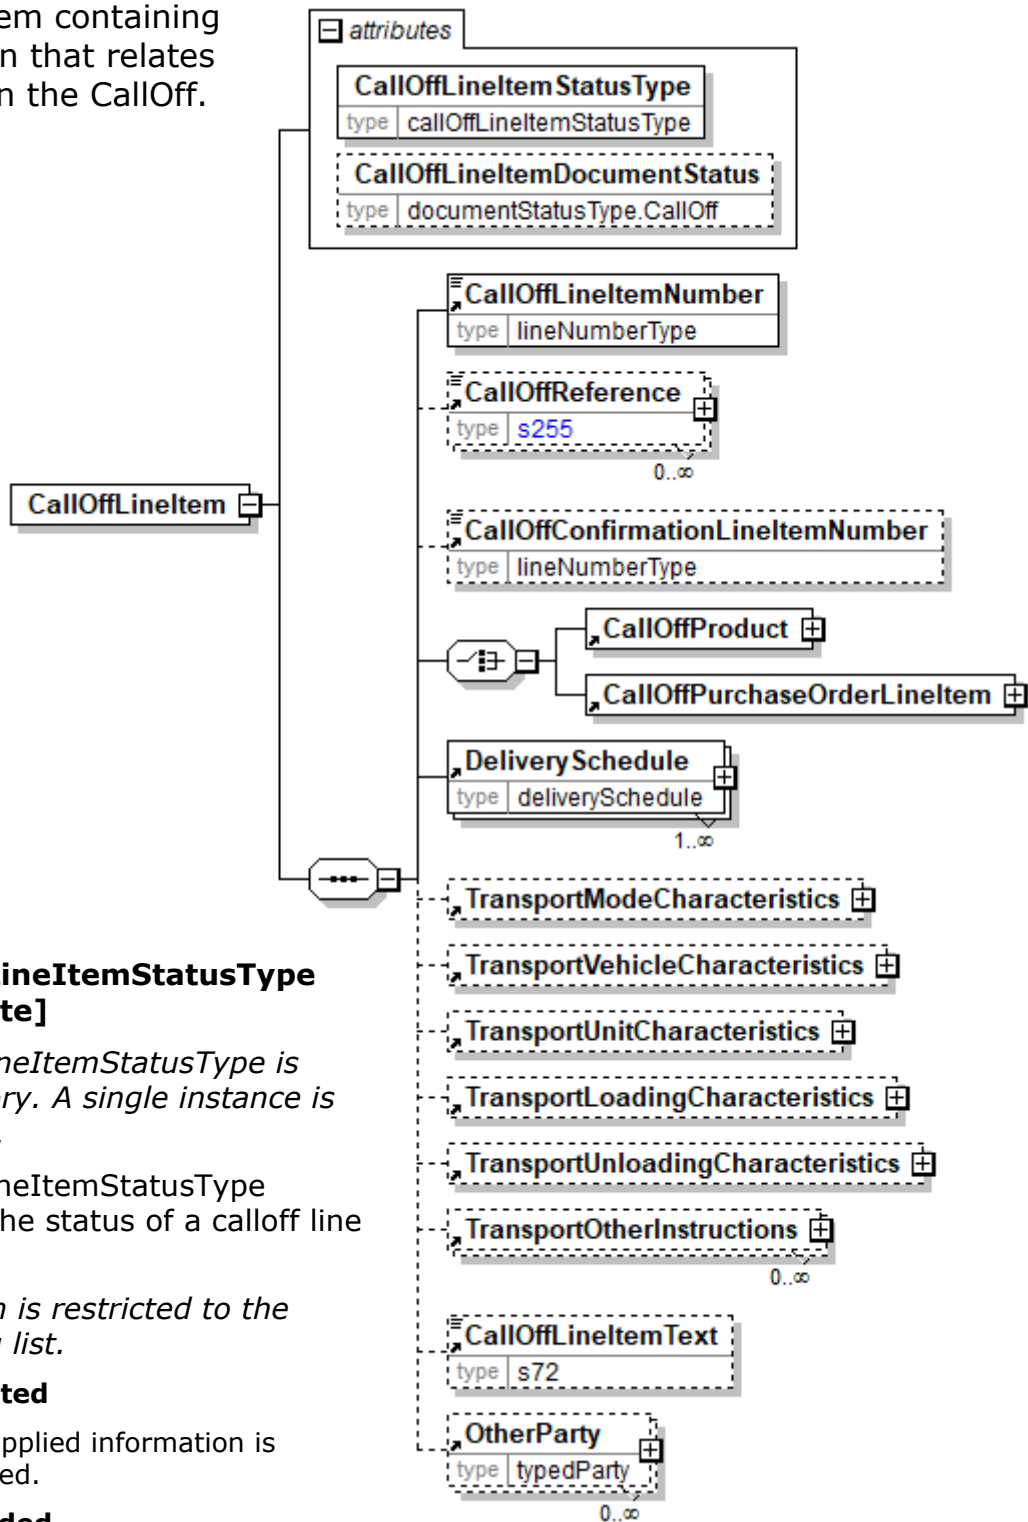 em containing
n that relates
n the CallOff.
attributes
CallOffLineItemStatusType
type callOffLineItemStatusType
CallOffLineItemDocumentStatus
type documentStatusType.CallOff
CallOffLineItemNumber
type lineNumberType
CallOffReference
type s255
0..∞
CallOffLineItem
CallOffConfirmationLineItemNumber
type lineNumberType
CallOffProduct
CallOffPurchaseOrderLineItem
DeliverySchedule
type deliverySchedule
1..∞
TransportModeCharacteristics
TransportVehicleCharacteristics
TransportUnitCharacteristics
TransportLoadingCharacteristics
TransportUnloadingCharacteristics
TransportOtherInstructions
0..∞
CallOffLineItemText
type s72
OtherParty
type typedParty
0..∞
LineItemStatusType
te]
neItemStatusType is
ory. A single instance is
neItemStatusType
he status of a calloff line
n is restricted to the
list.
ted
pplied information is
ed.
ded